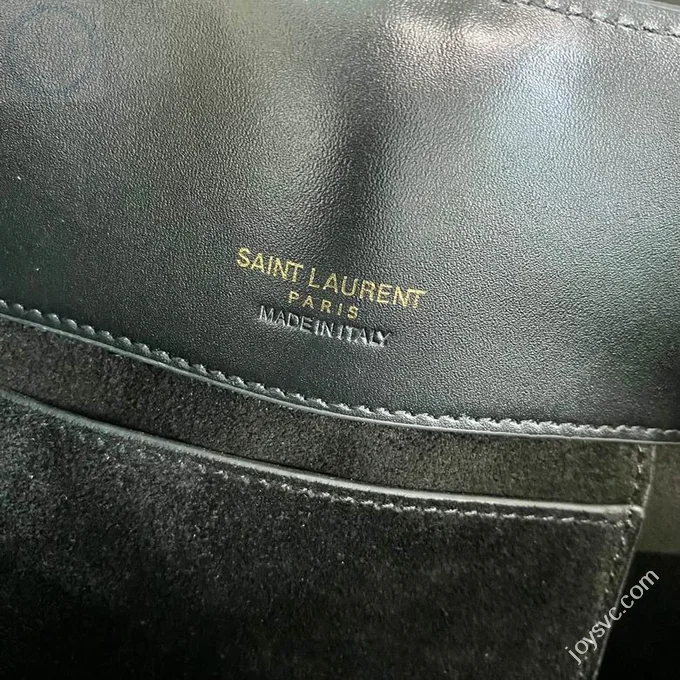 SAINT LAURENT
PARIS
MADE IN ITALY
joysvc.com